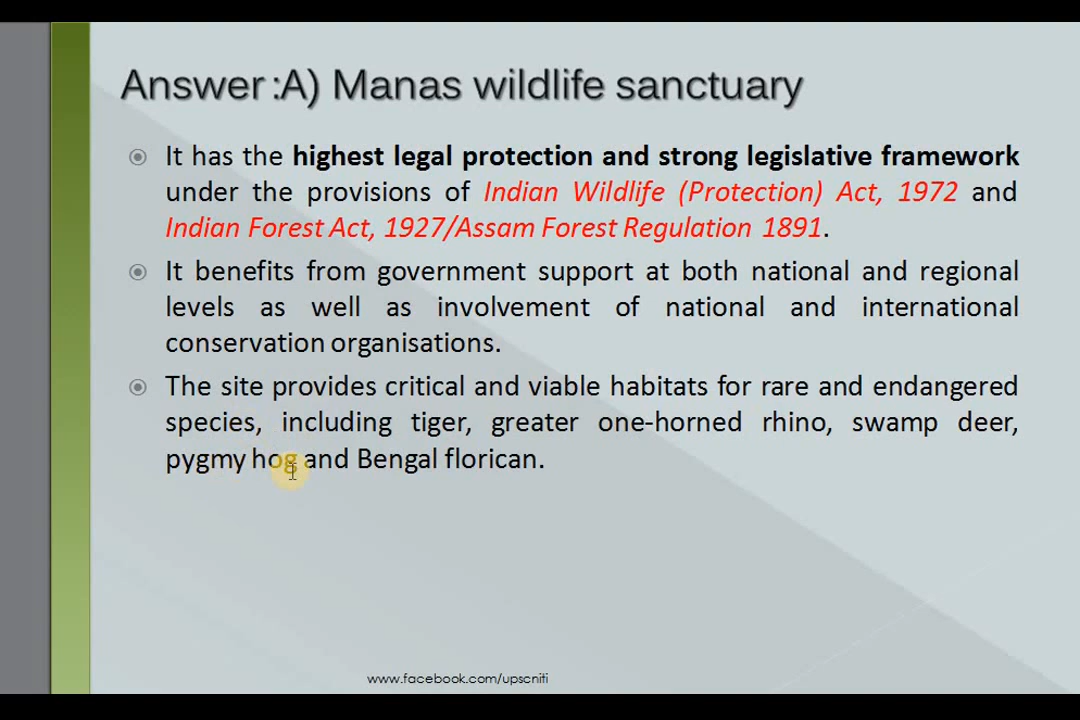 Answer :A) Manas wildlife sanctuary
It has the highest legal protection and strong legislative framework
under the provisions of Indian Wildlife (Protection) Act, 1972 and
Indian Forest Act, 1927/Assam Forest Regulation 1891.
It benefits from government support at both national and regional
levels as well as involvement of national and international
conservation organisations.
The site provides critical and viable habitats for rare and endangered
species, including tiger, greater one-horned rhino, swamp deer,
pygmy hog and Bengal florican.
www.facebook.com/upscniti